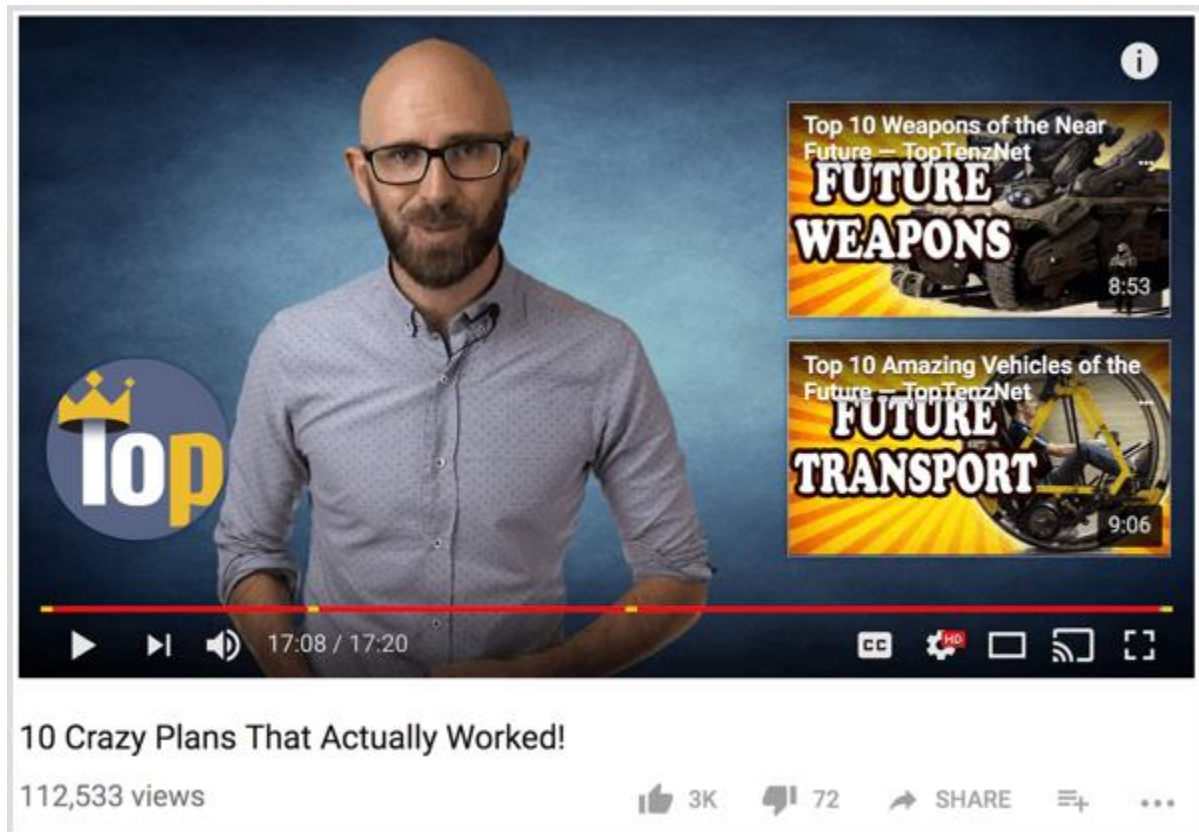 i
Top 10 Weapons of the Near
Future — TopTenzNet
...
FUTURE
WEAPONS
8:53
Top 10 Amazing Vehicles of the
Future — TopTenzNet
...
FUTURE
TRANSPORT
9:06
Top
17:08 / 17:20
CC
HD
10 Crazy Plans That Actually Worked!
112,533 views
3K
72
SHARE
...